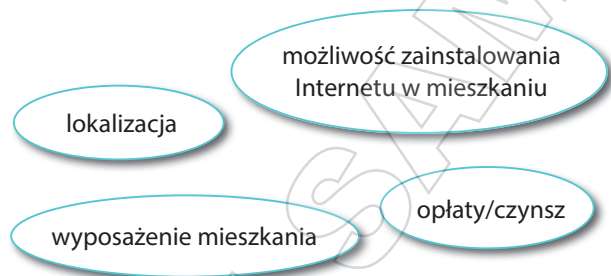 możliwość zainstalowania
Internetu w mieszkaniu
lokalizacja
opłaty/czynsz
wyposażenie mieszkania